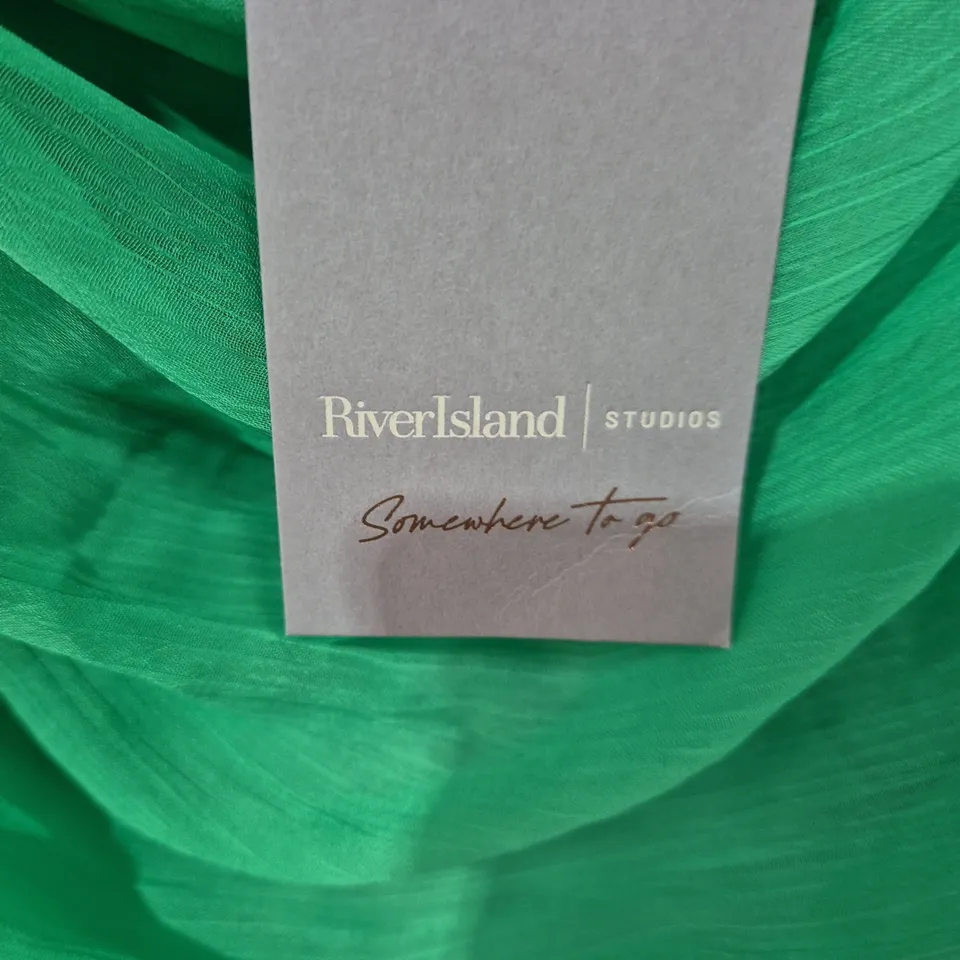 RiverIsland | STUDIOS
Somewhere to go